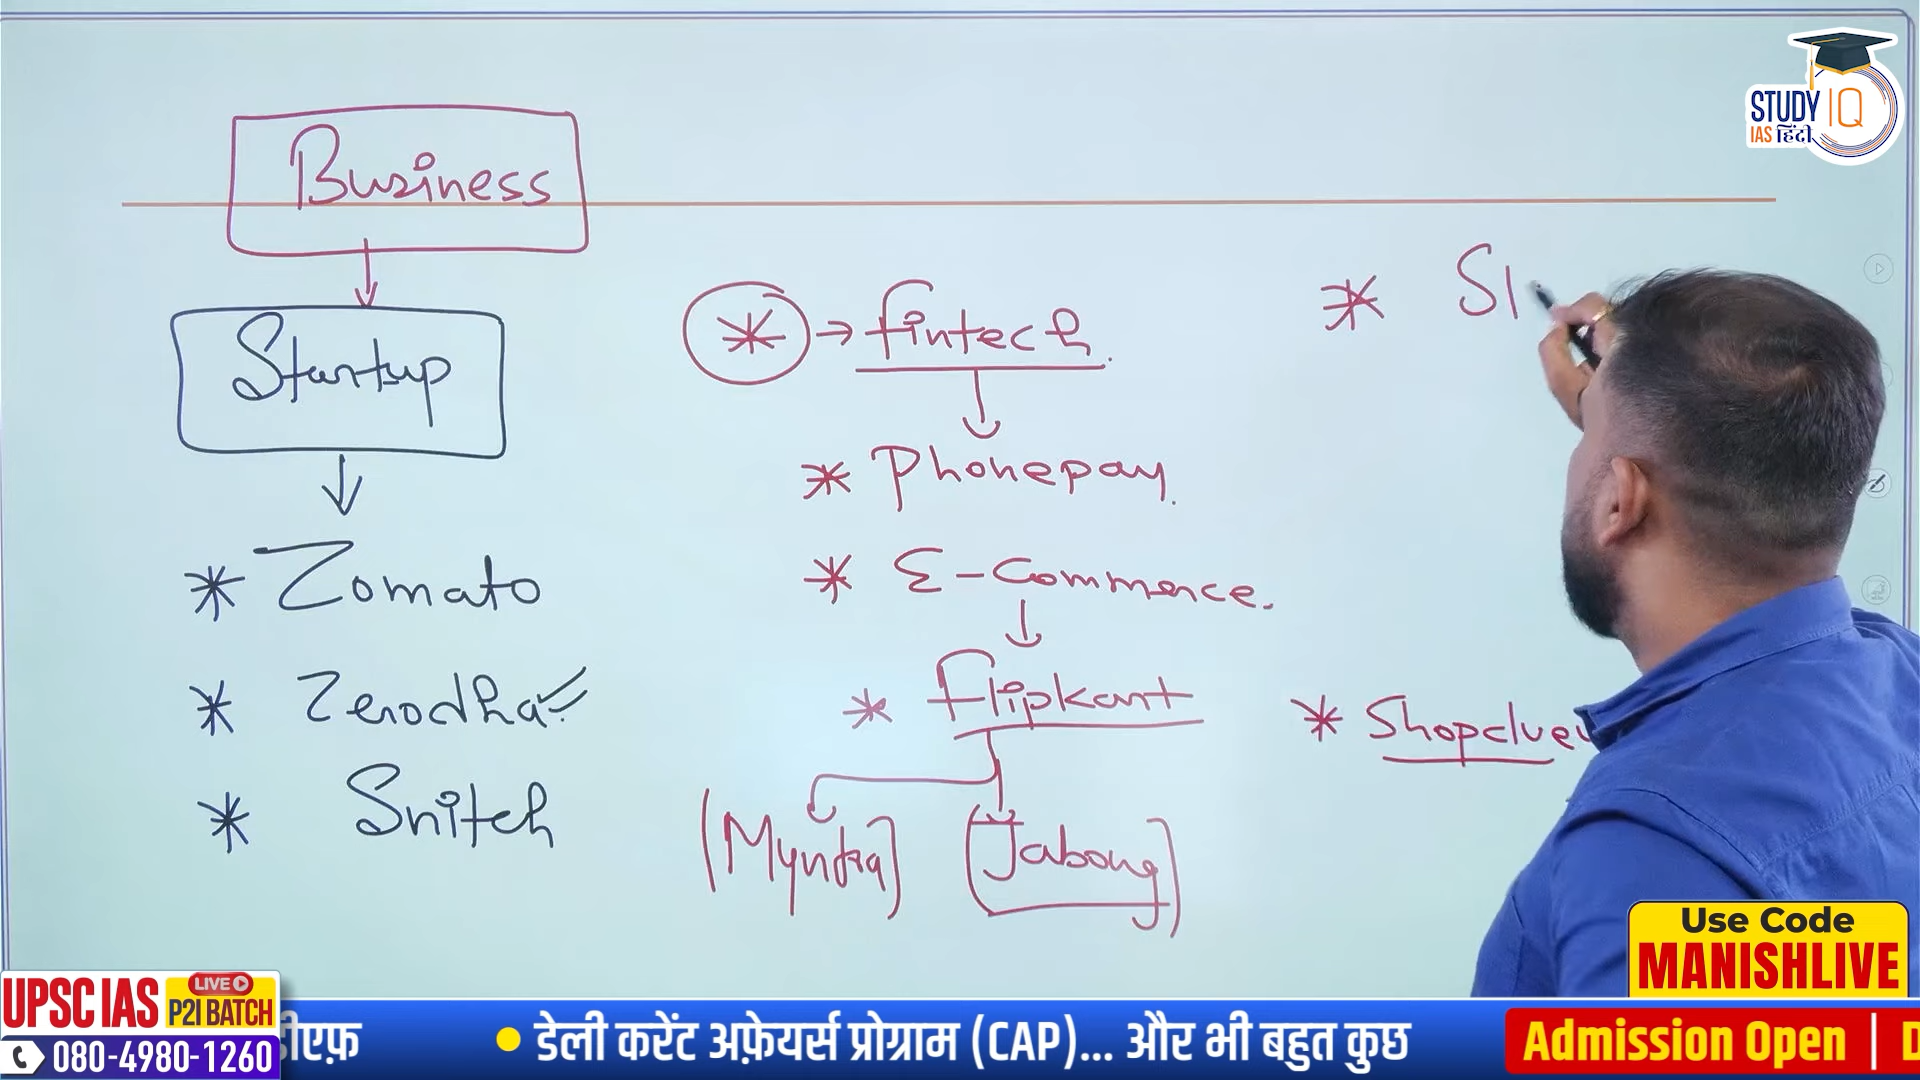 STUDY IQ
IAS हिंदी
Business
Startup
* Zomato
* Zerodha
* Snitch
* → fintech
* Phonepay
* E-Commerce
* flipkart
(Myntra)
(Jabong)
* S
* Shopclue
Use Code
MANISHLIVE
LIVE
UPSC IAS P2I BATCH
080-4980-1260
डीएफ़ • डेली करेंट अफ़ेयर्स प्रोग्राम (CAP)... और भी बहुत कुछ
Admission Open | D